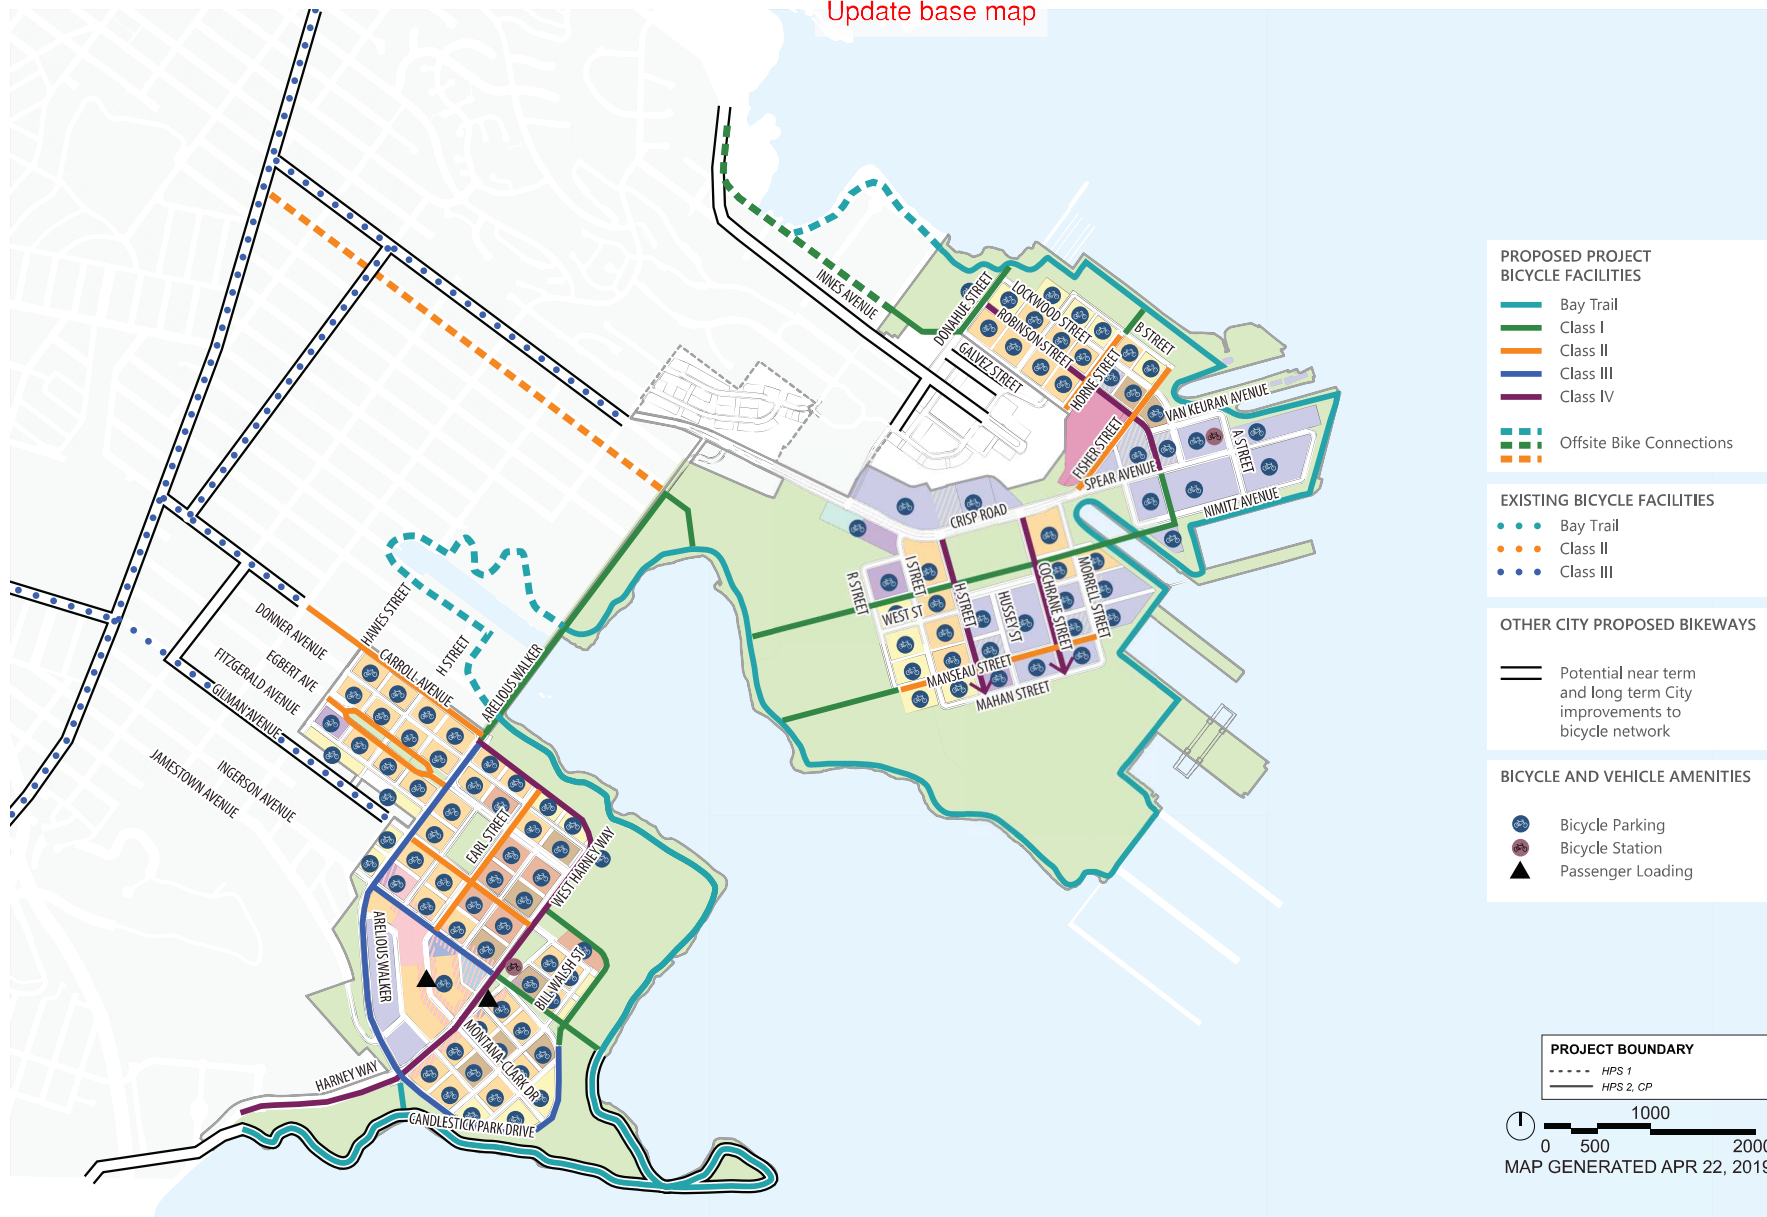 Update base map
INNES AVENUE
DONAHUE STREET
LOCKWOOD STREET
ROBINSON STREET
GALVEZ STREET
HORNE STREET
B STREET
FISHER STREET
VAN KEURAN AVENUE
A STREET
SPEAR AVENUE
NIMITZ AVENUE
CRISP ROAD
R STREET
I STREET
WEST ST
H STREET
HUSSEY ST
COCHRANE STREET
MORRELL STREET
MANSEAU STREET
MAHAN STREET
DONNER AVENUE
EGBERT AVE
FITZGERALD AVENUE
GILMAN AVENUE
JAMESTOWN AVENUE
INGERSON AVENUE
HAWES STREET
CARROLL AVENUE
H STREET
ARELIOUS WALKER
EARL STREET
WEST HARNEY WAY
ARELIOUS WALKER
BILL WALSH ST.
MONTANA-CLARK DR
HARNEY WAY
CANDLESTICK PARK DRIVE
PROPOSED PROJECT
BICYCLE FACILITIES
Bay Trail
Class I
Class II
Class III
Class IV
Offsite Bike Connections
EXISTING BICYCLE FACILITIES
Bay Trail
Class II
Class III
OTHER CITY PROPOSED BIKEWAYS
Potential near term
and long term City
improvements to
bicycle network
BICYCLE AND VEHICLE AMENITIES
Bicycle Parking
Bicycle Station
Passenger Loading
PROJECT BOUNDARY
HPS 1
HPS 2, CP
1000
0 500 2000
MAP GENERATED APR 22, 2019